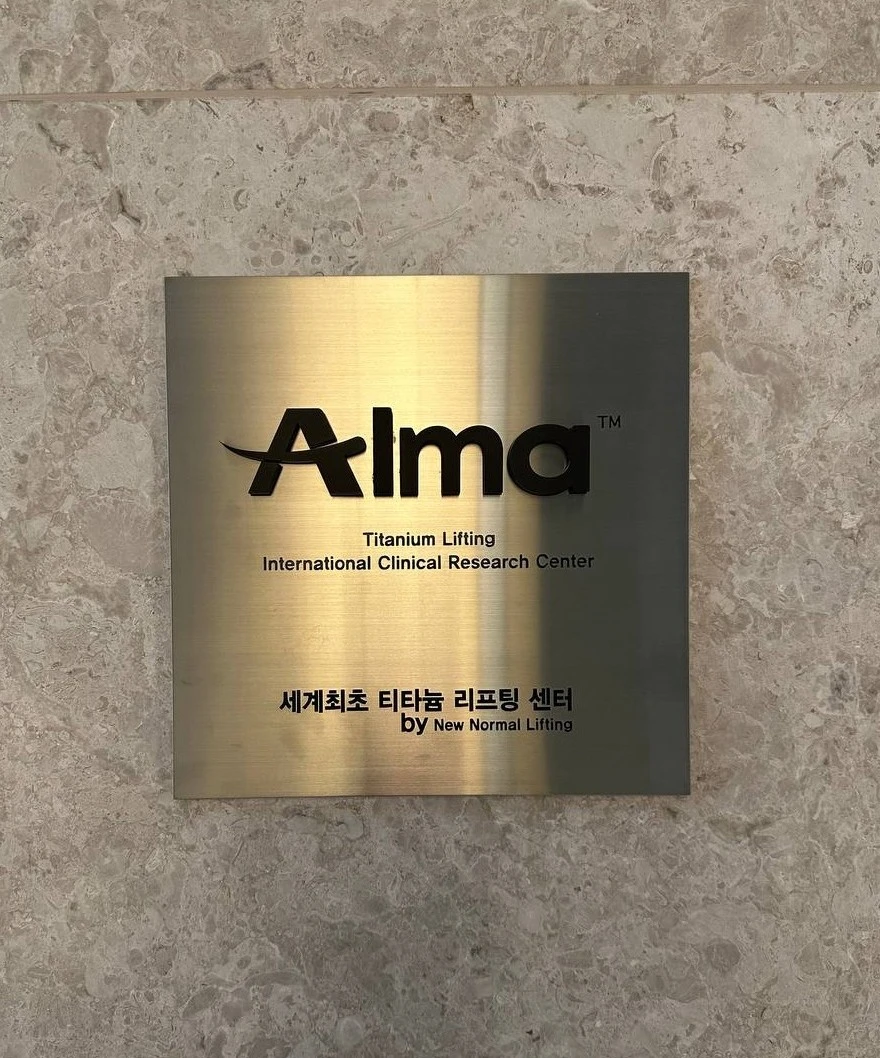 Alma™
Titanium Lifting
International Clinical Research Center
세계최초 티타늄 리프팅 센터
by New Normal Lifting